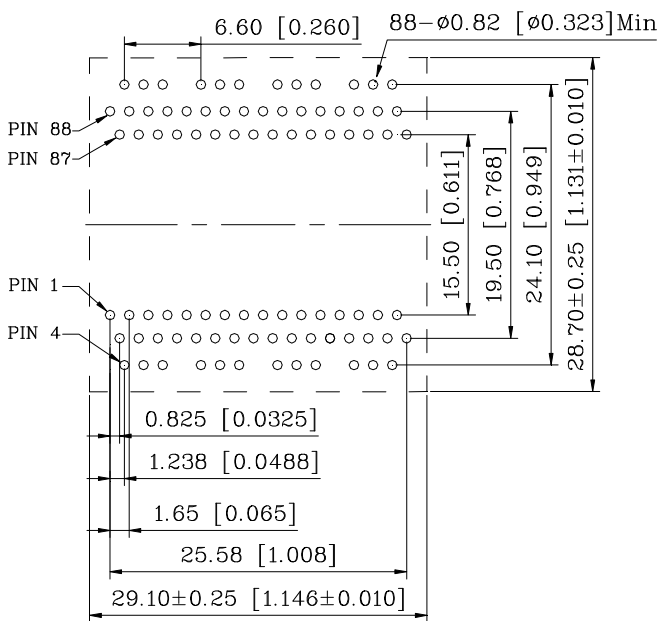 6.60 [0.260]
88-ø0.82 [ø0.323]Min
PIN 88
PIN 87
15.50 [0.611]
19.50 [0.768]
24.10 [0.949]
28.70±0.25 [1.131±0.010]
PIN 1
PIN 4
0.825 [0.0325]
1.238 [0.0488]
1.65 [0.065]
25.58 [1.008]
29.10±0.25 [1.146±0.010]